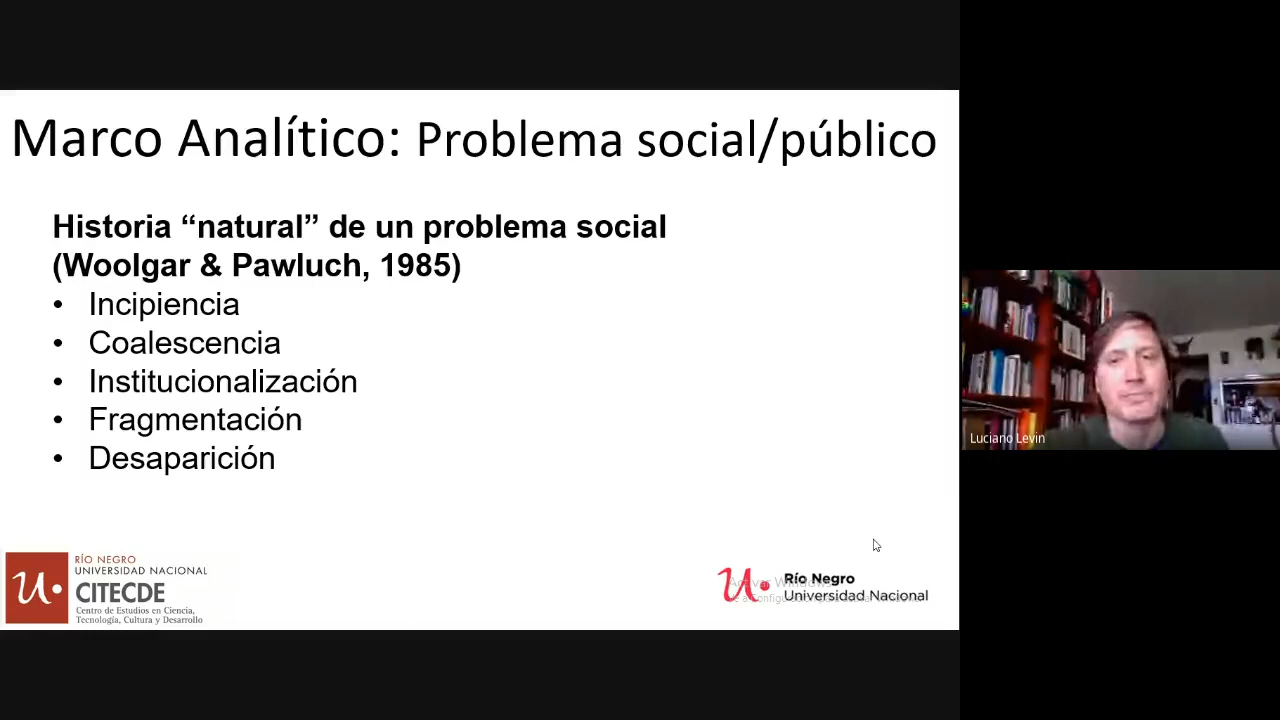 Marco Analítico: Problema social/público
Historia “natural” de un problema social
(Woolgar & Pawluch, 1985)
• Incipiencia
• Coalescencia
• Institucionalización
• Fragmentación
• Desaparición
Luciano Levin
RÍO NEGRO
UNIVERSIDAD NACIONAL
CITECDE
Centro de Estudios en Ciencia,
Tecnología, Cultura y Desarrollo
Río Negro
Universidad Nacional
Activar Windows